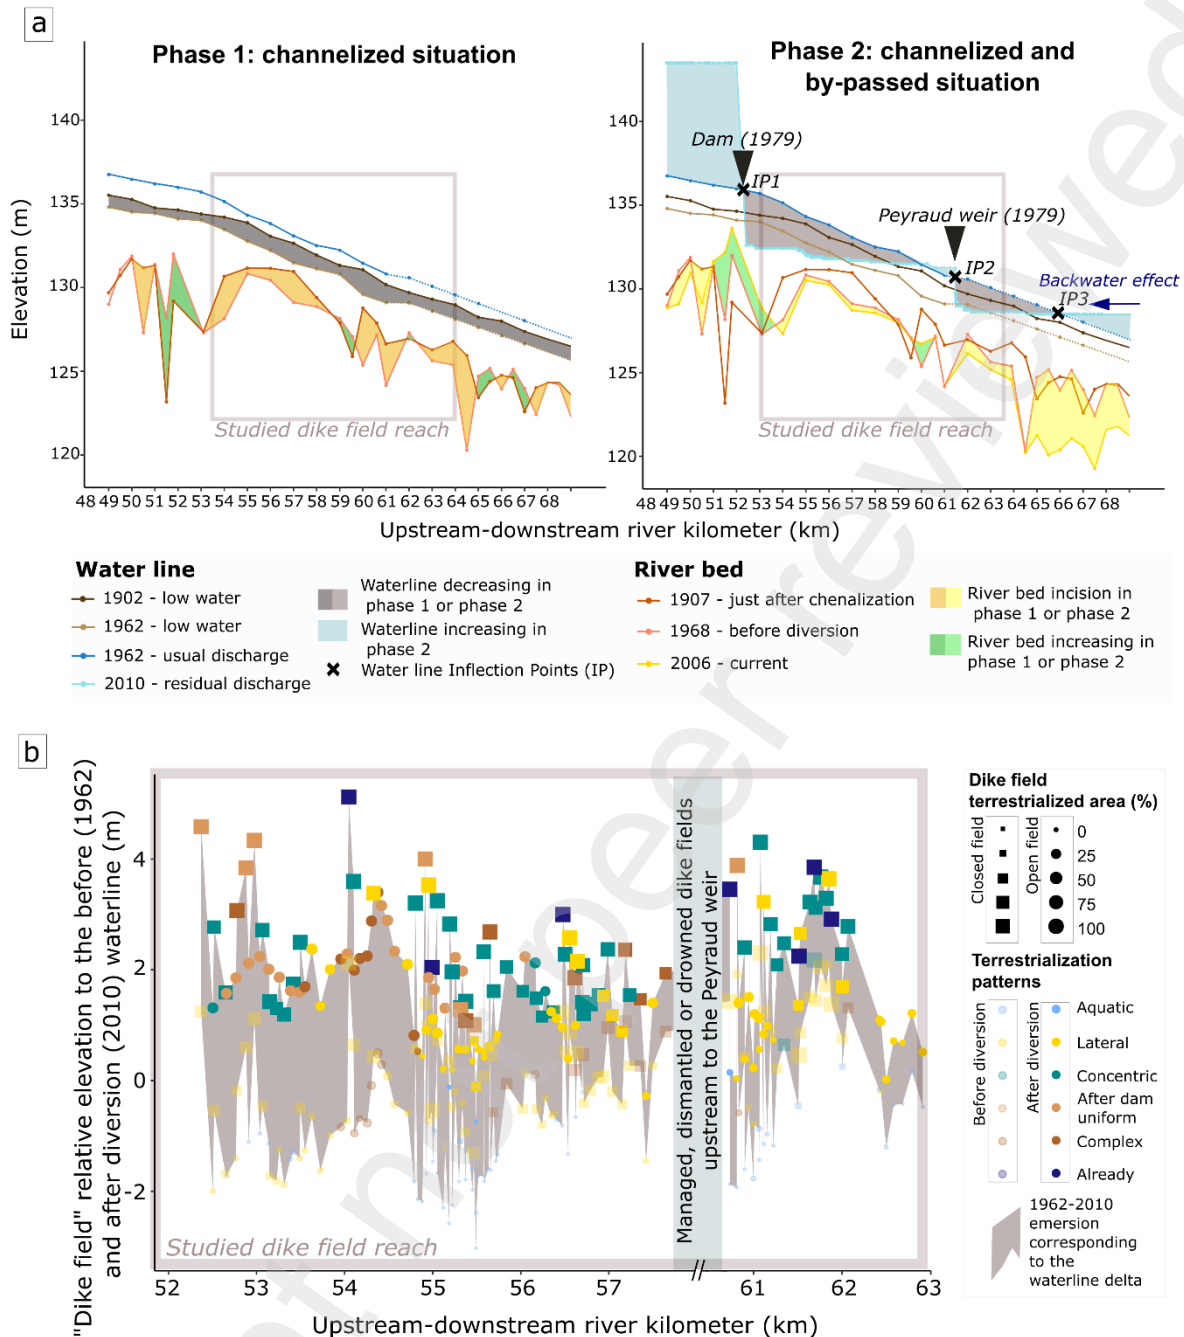 a
Phase 1: channelized situation
Phase 2: channelized and
by-passed situation
Elevation (m)
140
135
130
125
120
48 49 50 51 52 53 54 55 56 57 58 59 60 61 62 63 64 65 66 67 68
Studied dike field reach
140
135
130
125
120
Dam (1979)
IP1
Peyraud weir (1979)
IP2
Backwater effect
IP3
Studied dike field reach
48 49 50 51 52 53 54 55 56 57 58 59 60 61 62 63 64 65 66 67 68
Upstream-downstream river kilometer (km)
Water line
1902 - low water
1962 - low water
1962 - usual discharge
2010 - residual discharge
Waterline decreasing in
phase 1 or phase 2
Waterline increasing in
phase 2
Water line Inflection Points (IP)
River bed
1907 - just after chenalization
1968 - before diversion
2006 - current
River bed incision in
phase 1 or phase 2
River bed increasing in
phase 1 or phase 2
b
"Dike field" relative elevation to the before (1962)
and after diversion (2010) waterline (m)
4
2
0
-2
Managed, dismantled or drowned dike fields
upstream to the Peyraud weir
Studied dike field reach
52 53 54 55 56 57 // 61 62 63
Upstream-downstream river kilometer (km)
Dike field
terrestrialized area (%)
Closed field
Open field
0
25
50
75
100
Terrestrialization
patterns
Before diversion
After diversion
Aquatic
Lateral
Concentric
After dam
uniform
Complex
Already
1962-2010
emersion
corresponding
to the
waterline delta
not peer reviewed